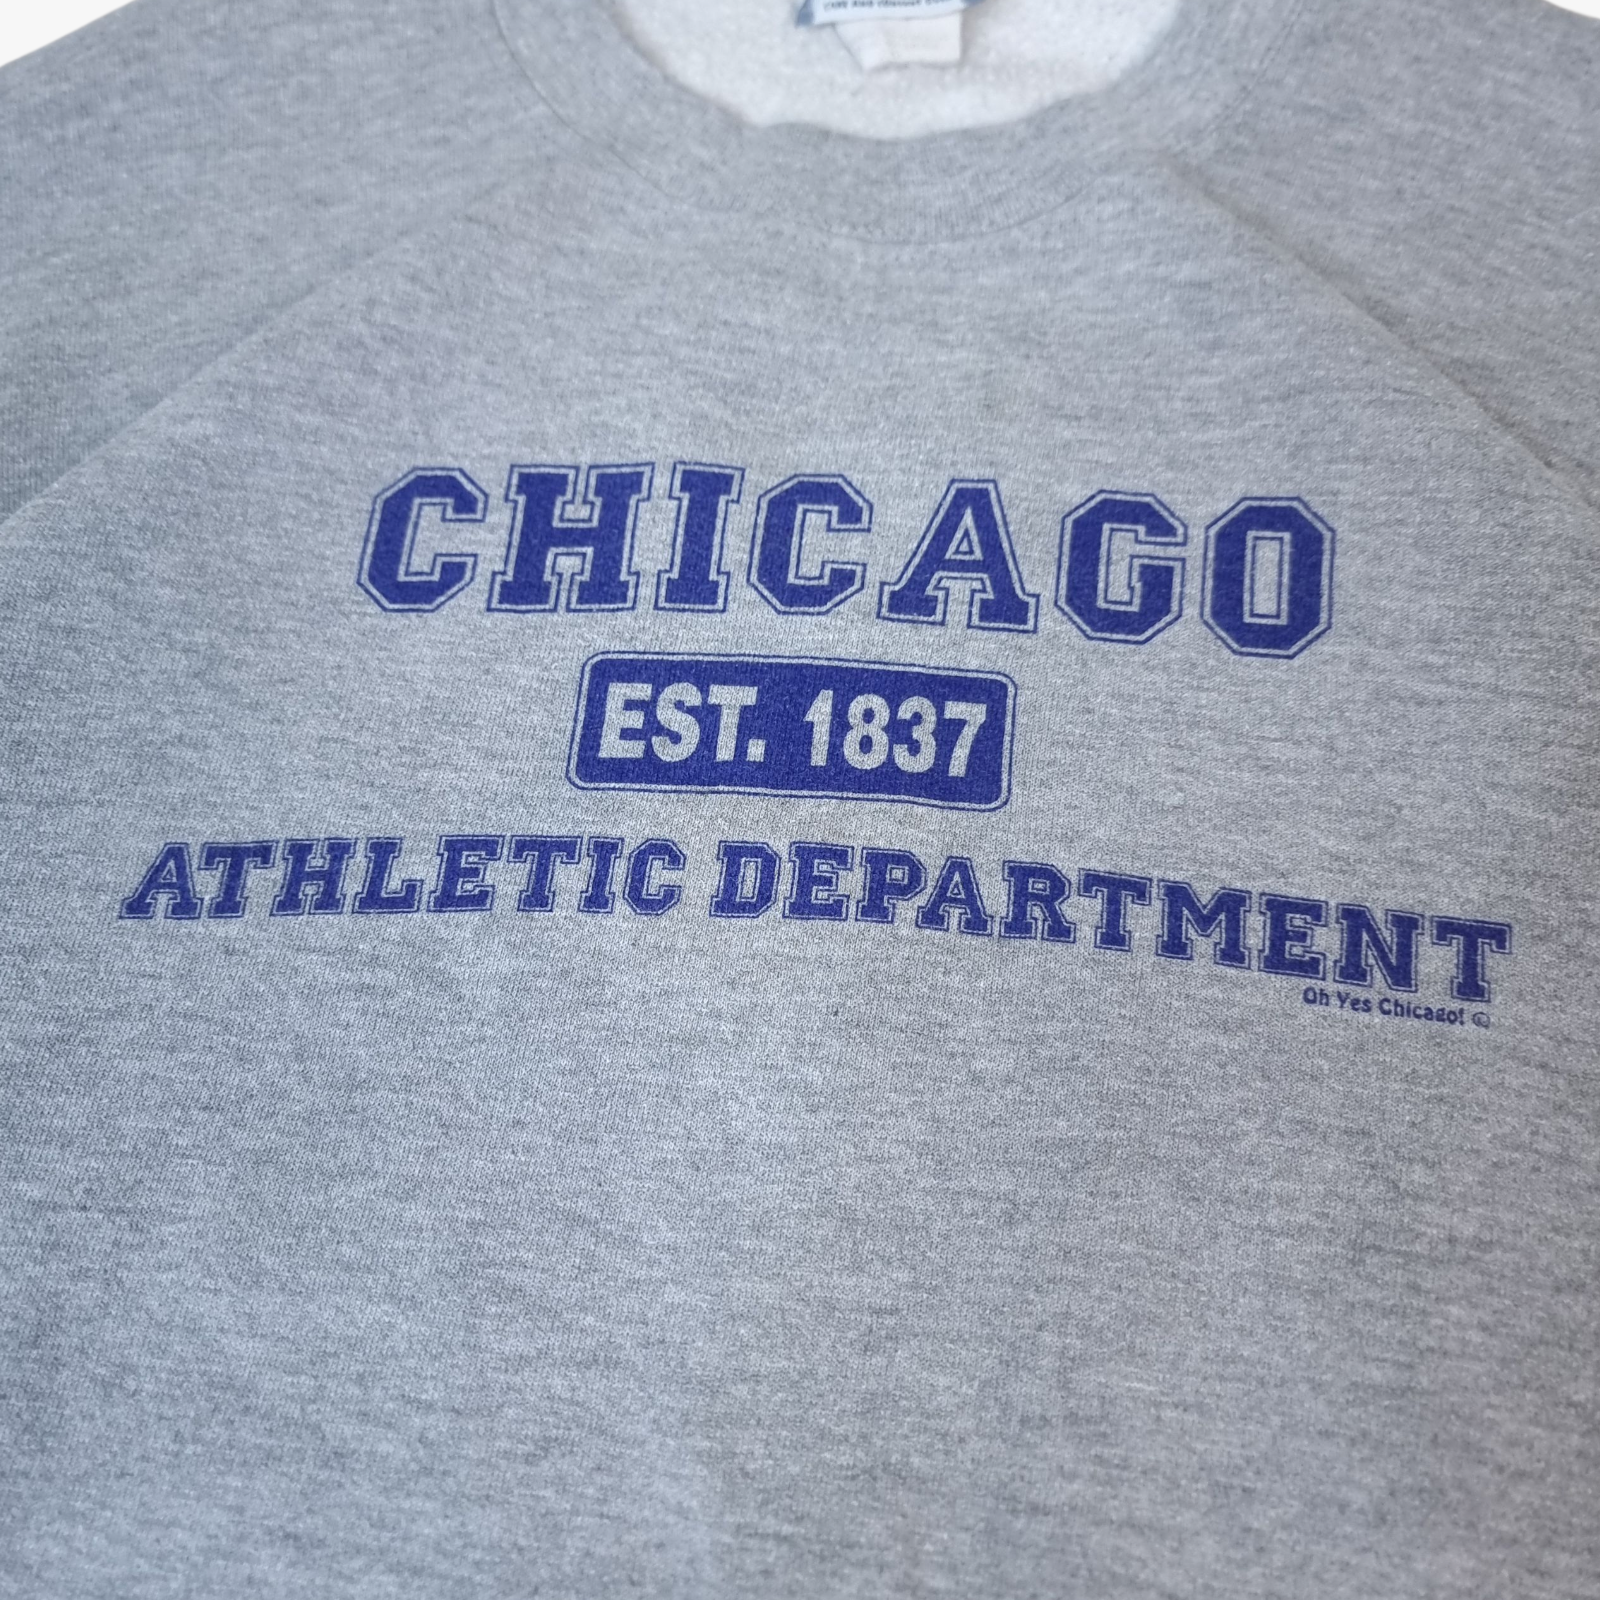 CHICAGO
EST. 1837
ATHLETIC DEPARTMENT
Oh Yes Chicago! ©